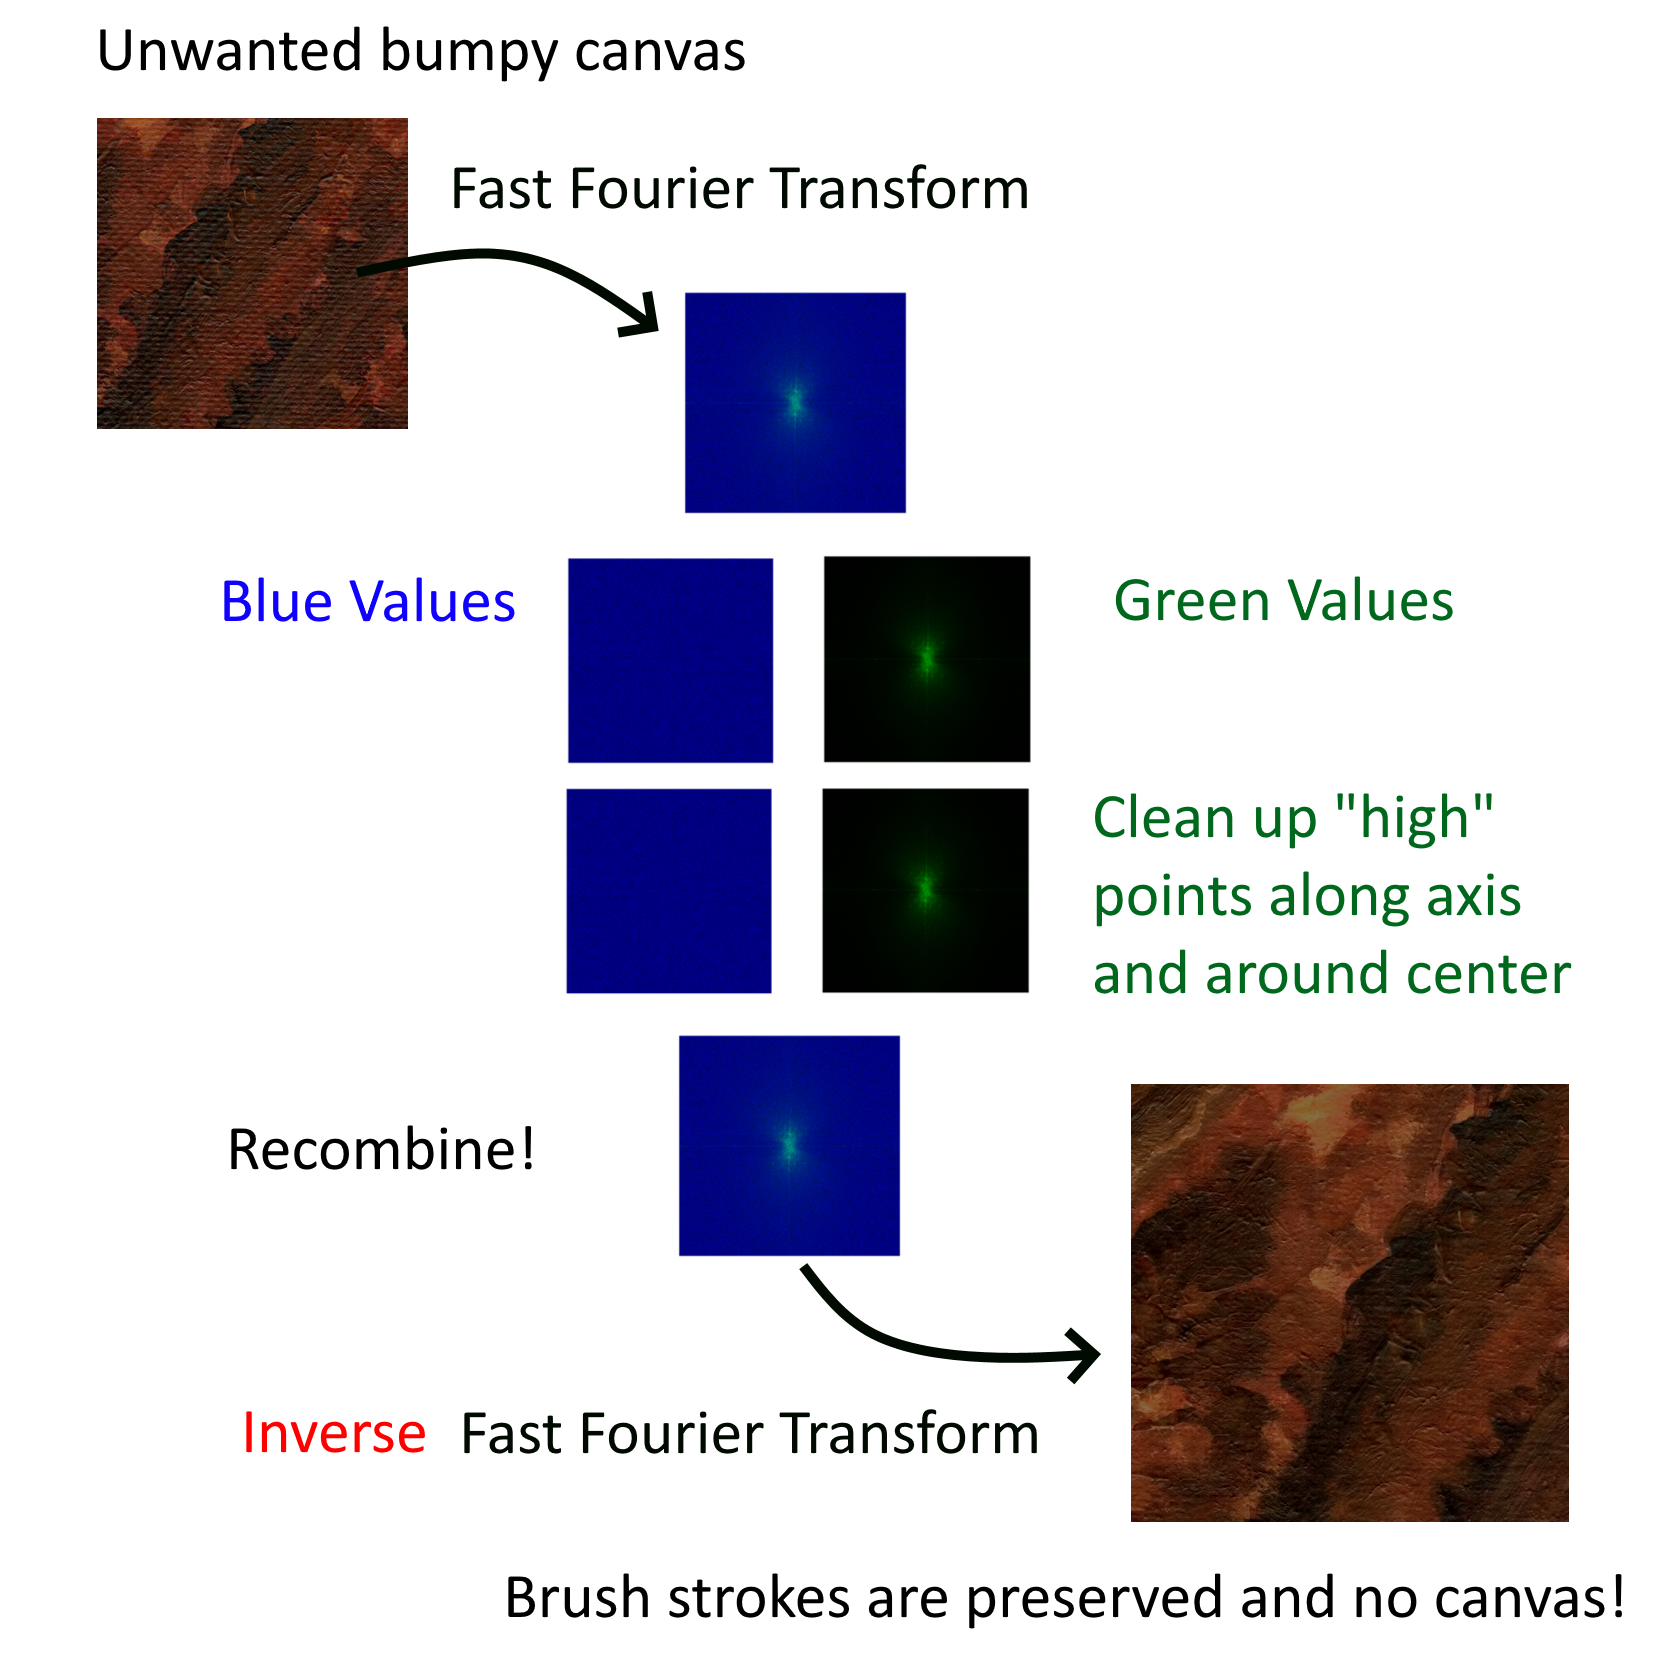 Unwanted bumpy canvas
Fast Fourier Transform
Blue Values
Green Values
Clean up "high"
points along axis
and around center
Recombine!
Inverse Fast Fourier Transform
Brush strokes are preserved and no canvas!